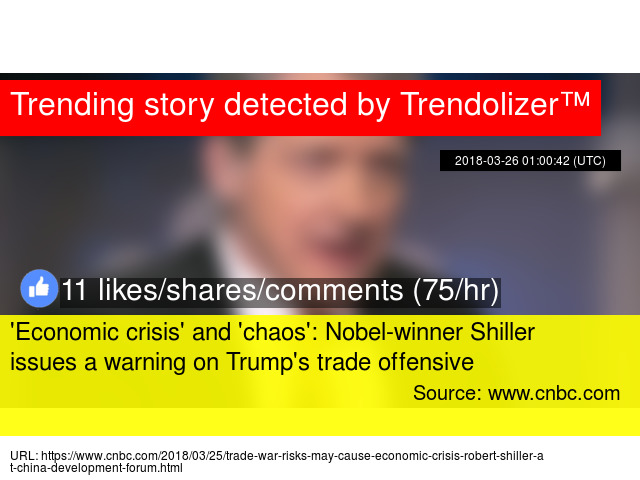 Trending story detected by Trendolizer™
2018-03-26 01:00:42 (UTC)
11 likes/shares/comments (75/hr)
'Economic crisis' and 'chaos': Nobel-winner Shiller
issues a warning on Trump's trade offensive
Source: www.cnbc.com
URL: https://www.cnbc.com/2018/03/25/trade-war-risks-may-cause-economic-crisis-robert-shiller-a
t-china-development-forum.html